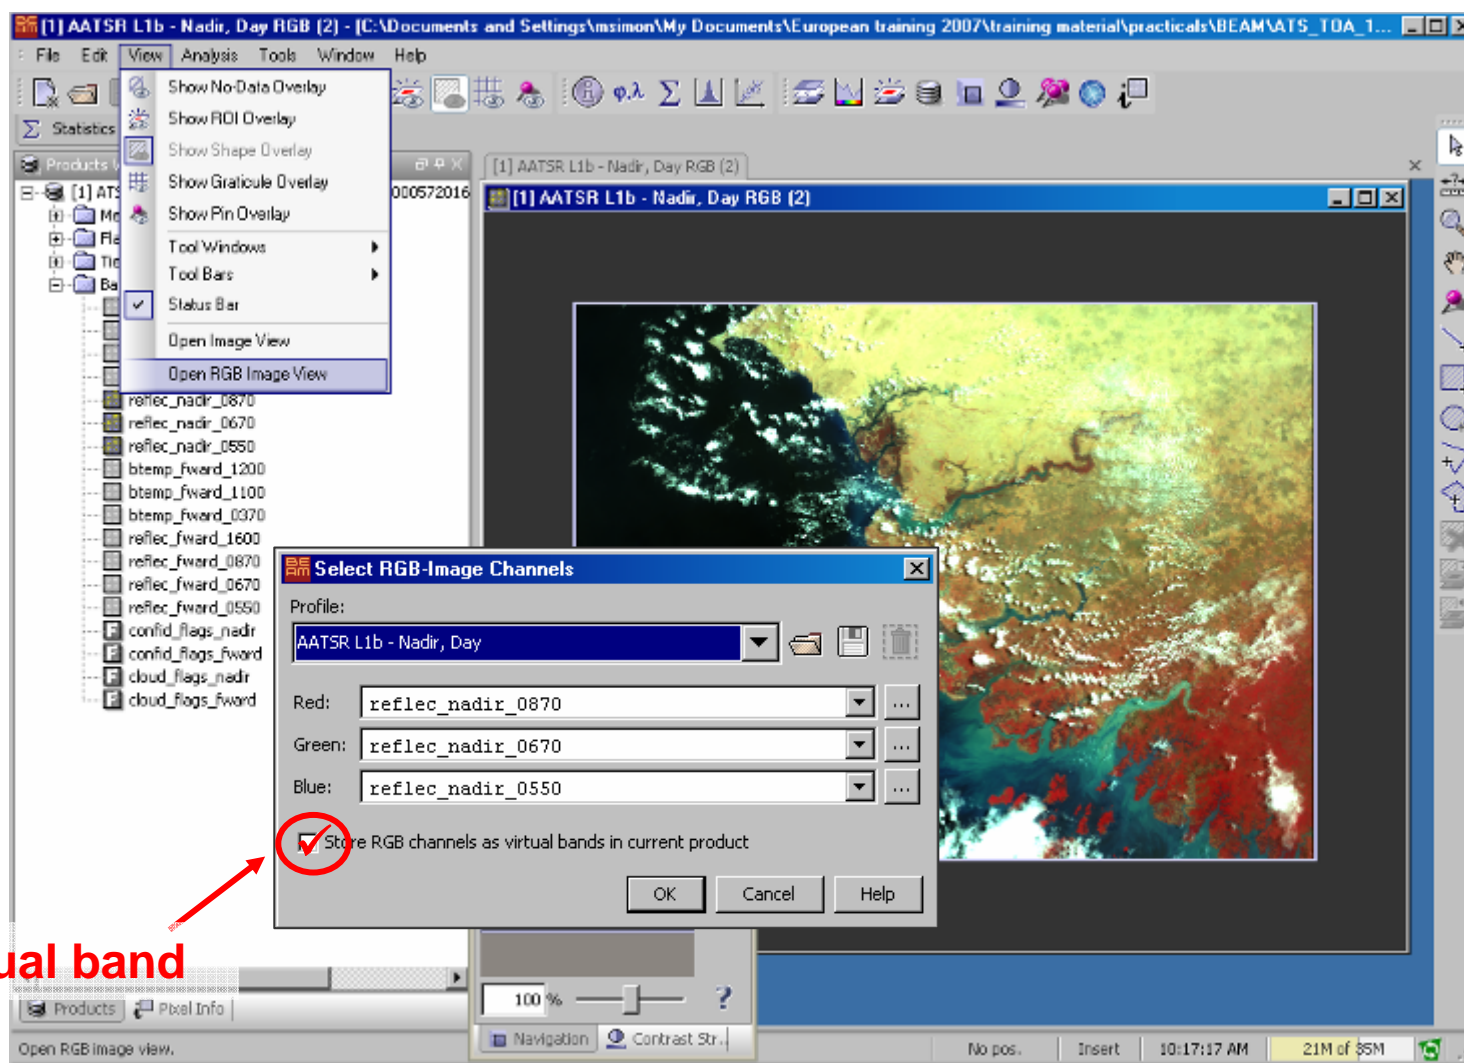 [1] AATSR L1b - Nadir, Day RGB (2) - [C:\Documents and Settings\msimon\My Documents\European training 2007\training material\practicals\BEAM\ATS_TOA_1...
File Edit View Analysis Tools Window Help
Show No-Data Overlay
Show ROI Overlay
Show Shape Overlay
Show Graticule Overlay
Show Pin Overlay
Tool Windows
Tool Bars
Status Bar
Open Image View
Open RGB Image View
φ,λ Σ
Σ Statistics
Products V
[1] ATS 000572016
Me
Fla
Tie
Ba
reflec_nadir_0870
reflec_nadir_0670
reflec_nadir_0550
btemp_fward_1200
btemp_fward_1100
btemp_fward_0370
reflec_fward_1600
reflec_fward_0870
reflec_fward_0670
reflec_fward_0550
confid_flags_nadir
confid_flags_fward
cloud_flags_nadir
cloud_flags_fward
[1] AATSR L1b - Nadir, Day RGB (2)
[1] AATSR L1b - Nadir, Day RGB (2)
Select RGB-Image Channels
Profile:
AATSR L1b - Nadir, Day
Red: reflec_nadir_0870 ...
Green: reflec_nadir_0670 ...
Blue: reflec_nadir_0550 ...
Store RGB channels as virtual bands in current product
OK Cancel Help
ual band
100 % ?
Products Pixel Info
Navigation Contrast Str...
Open RGB image view.
No pos. Insert 10:17:17 AM 21M of 35M